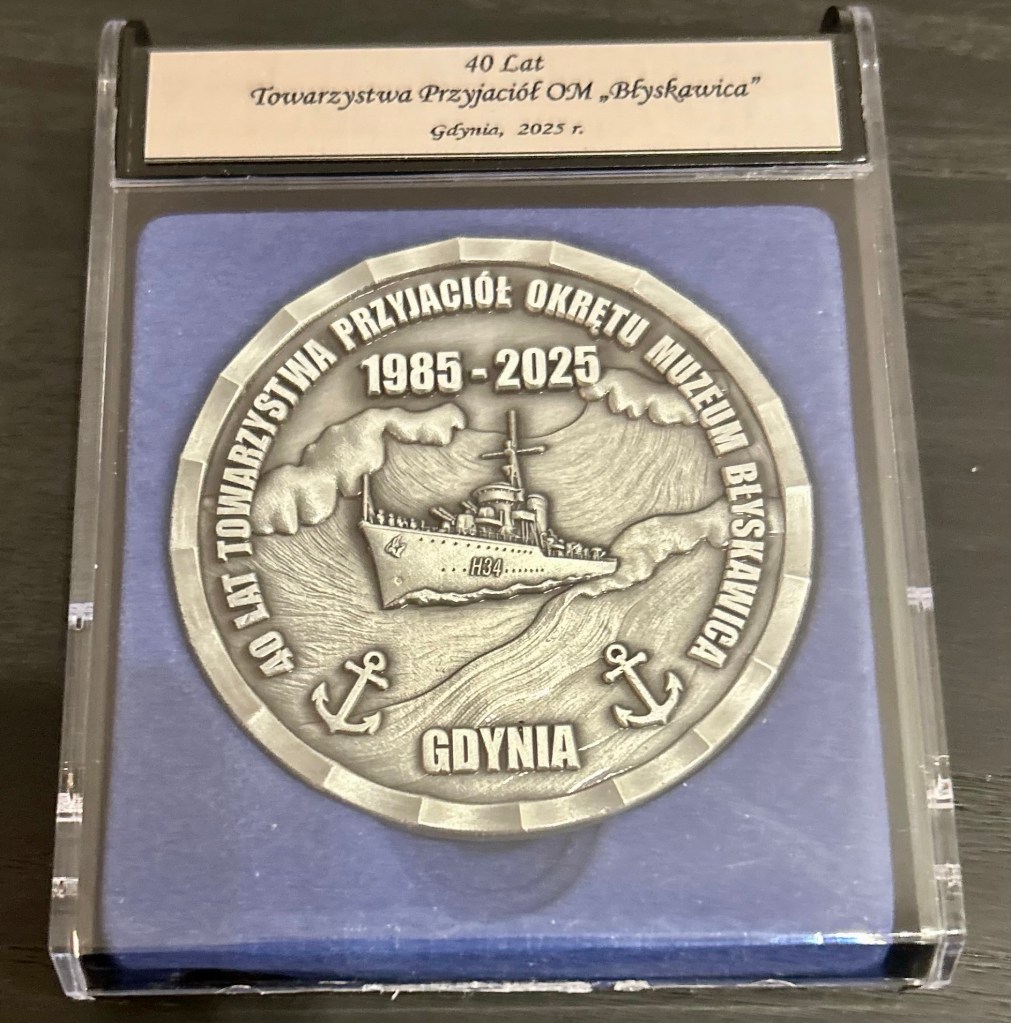 40 Lat
Towarzystwa Przyjaciół OM „Błyskawica”
Gdynia, 2025 r.
40 LAT TOWARZYSTWA PRZYJACIÓŁ OKRĘTU MUZEUM BŁYSKAWICA
1985 - 2025
H34
GDYNIA